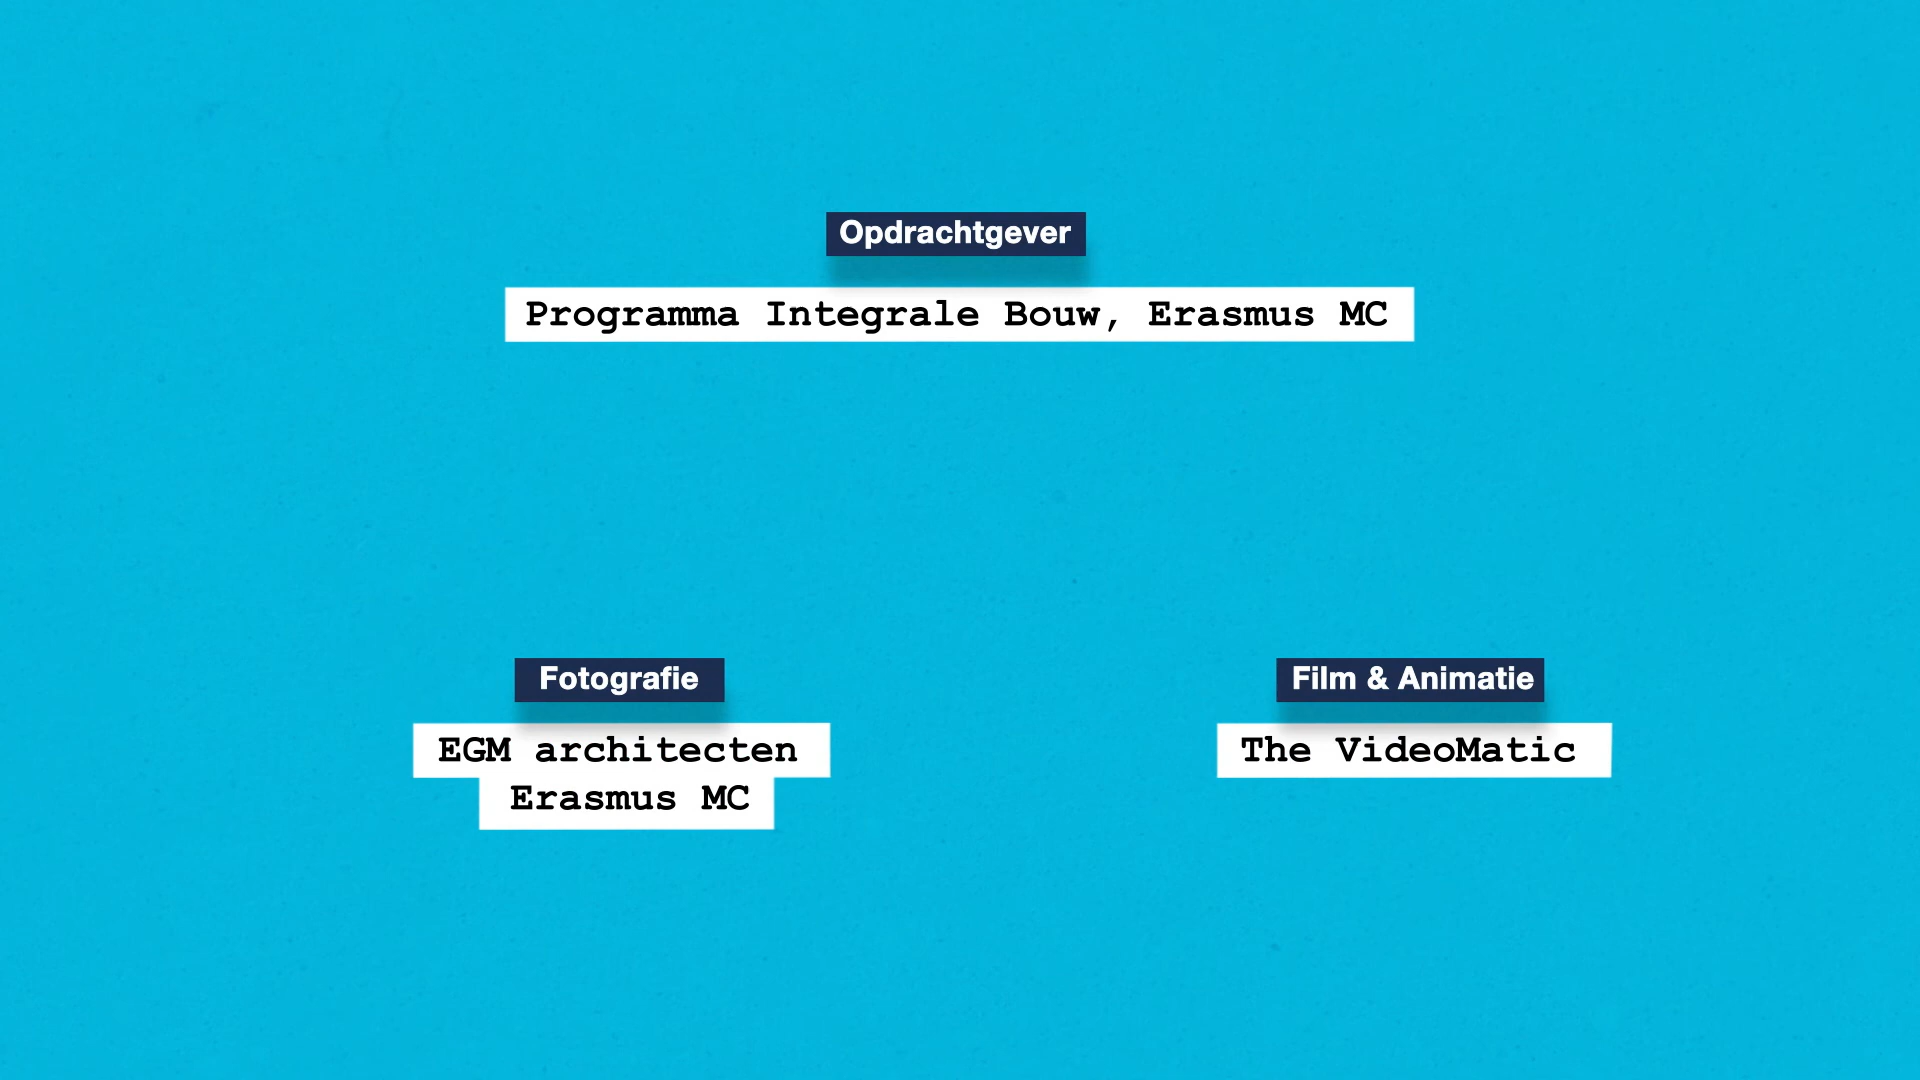 Opdrachtgever
Programma Integrale Bouw, Erasmus MC
Fotografie
EGM architecten
Erasmus MC
Film & Animatie
The VideoMatic